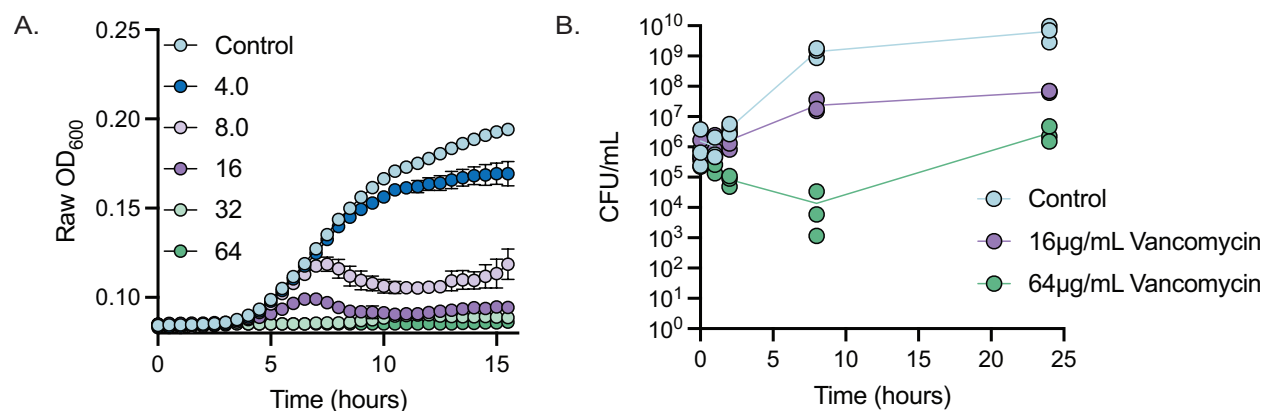 A.
Raw OD600
0.25
0.20
0.15
0.10
Control
4.0
8.0
16
32
64
0 5 10 15
Time (hours)
B.
CFU/mL
10^10
10^9
10^8
10^7
10^6
10^5
10^4
10^3
10^2
10^1
10^0
Control
16µg/mL Vancomycin
64µg/mL Vancomycin
0 5 10 15 20 25
Time (hours)